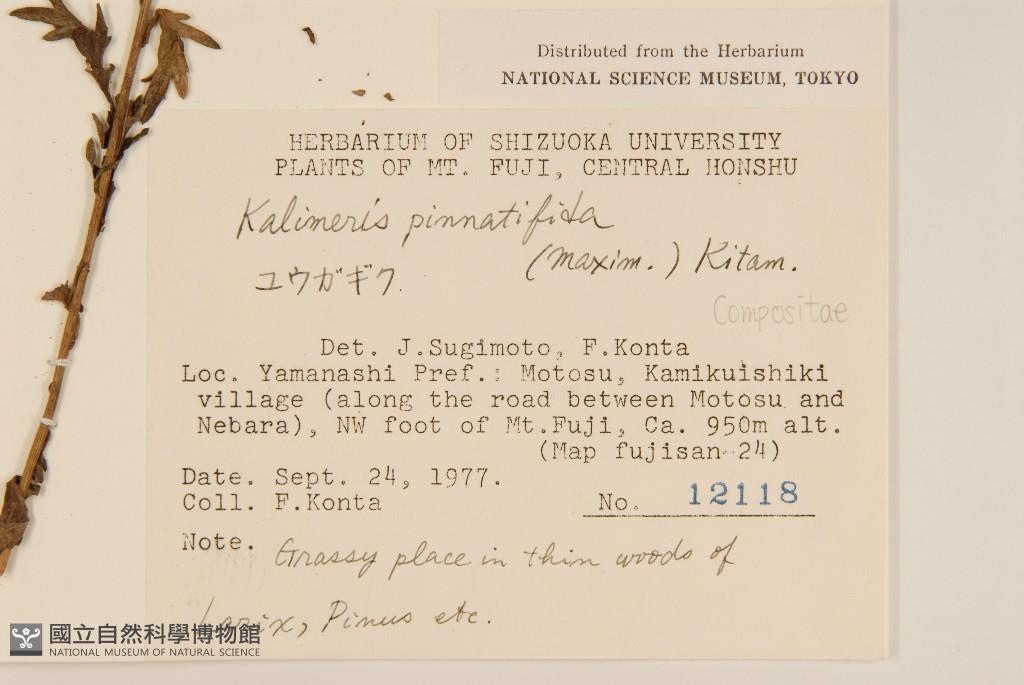 Distributed from the Herbarium
NATIONAL SCIENCE MUSEUM, TOKYO
HERBARIUM OF SHIZUOKA UNIVERSITY
PLANTS OF MT. FUJI, CENTRAL HONSHU
Kalimeris pinnatifida
(Maxim.) Kitam.
ユウガギク.
Compositae
Det. J.Sugimoto, F.Konta
Loc. Yamanashi Pref.: Motosu, Kamikuishiki
village (along the road between Motosu and
Nebara), NW foot of Mt.Fuji, Ca. 950m alt.
(Map fujisan-24)
Date. Sept. 24, 1977.
Coll. F.Konta
No. 12118
Note. Grassy place in thin woods of
Larix, Pinus etc.
國立自然科學博物館
NATIONAL MUSEUM OF NATURAL SCIENCE